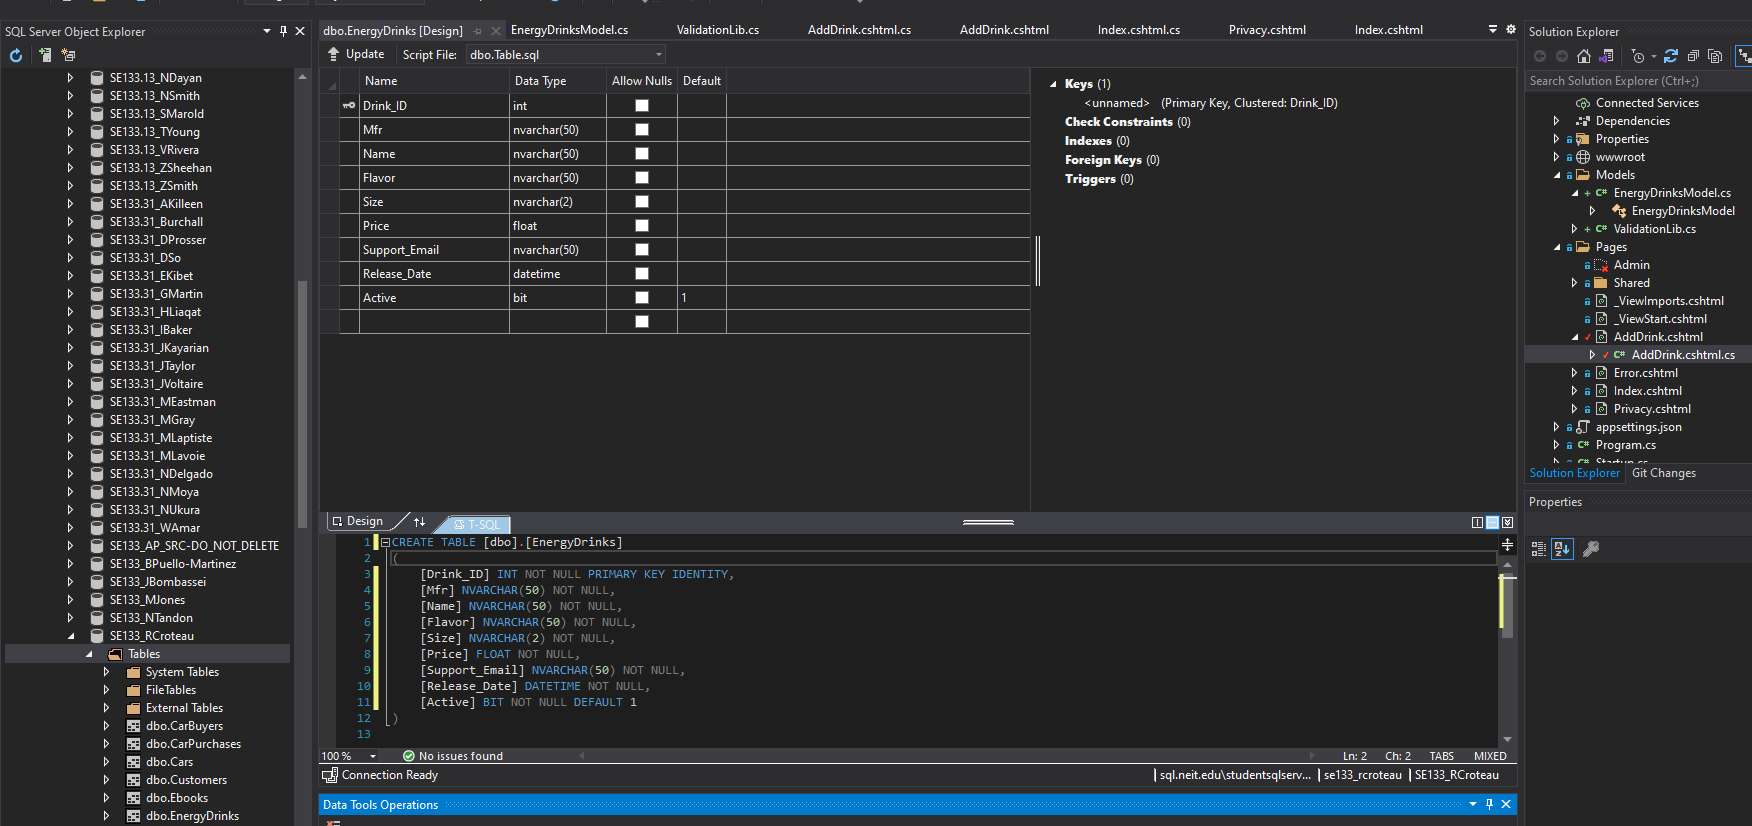 SQL Server Object Explorer
SE133.13_NDayan
SE133.13_NSmith
SE133.13_SMarold
SE133.13_TYoung
SE133.13_VRivera
SE133.13_ZSheehan
SE133.13_ZSmith
SE133.31_AKilleen
SE133.31_Burchall
SE133.31_DProsser
SE133.31_DSo
SE133.31_EKibet
SE133.31_GMartin
SE133.31_HLiaqat
SE133.31_IBaker
SE133.31_JKayarian
SE133.31_JTaylor
SE133.31_JVoltaire
SE133.31_MEastman
SE133.31_MGray
SE133.31_MLaptiste
SE133.31_MLavoie
SE133.31_NDelgado
SE133.31_NMoya
SE133.31_NUkura
SE133.31_WAmar
SE133_AP_SRC-DO_NOT_DELETE
SE133_BPuello-Martinez
SE133_JBombassei
SE133_MJones
SE133_NTandon
SE133_RCroteau
Tables
System Tables
FileTables
External Tables
dbo.CarBuyers
dbo.CarPurchases
dbo.Cars
dbo.Customers
dbo.Ebooks
dbo.EnergyDrinks
dbo.EnergyDrinks [Design] EnergyDrinksModel.cs ValidationLib.cs AddDrink.cshtml.cs AddDrink.cshtml Index.cshtml.cs Privacy.cshtml Index.cshtml
Update Script File: dbo.Table.sql
Name Data Type Allow Nulls Default
Drink_ID int
Mfr nvarchar(50)
Name nvarchar(50)
Flavor nvarchar(50)
Size nvarchar(2)
Price float
Support_Email nvarchar(50)
Release_Date datetime
Active bit 1
Keys (1)
<unnamed> (Primary Key, Clustered: Drink_ID)
Check Constraints (0)
Indexes (0)
Foreign Keys (0)
Triggers (0)
Design T-SQL
1 CREATE TABLE [dbo].[EnergyDrinks]
2 (
3 [Drink_ID] INT NOT NULL PRIMARY KEY IDENTITY,
4 [Mfr] NVARCHAR(50) NOT NULL,
5 [Name] NVARCHAR(50) NOT NULL,
6 [Flavor] NVARCHAR(50) NOT NULL,
7 [Size] NVARCHAR(2) NOT NULL,
8 [Price] FLOAT NOT NULL,
9 [Support_Email] NVARCHAR(50) NOT NULL,
10 [Release_Date] DATETIME NOT NULL,
11 [Active] BIT NOT NULL DEFAULT 1
12 )
13
100 % No issues found Ln: 2 Ch: 2 TABS MIXED
Connection Ready sql.neit.edu\studentsqlserv... se133_rcroteau SE133_RCroteau
Data Tools Operations
Solution Explorer
Search Solution Explorer (Ctrl+;)
Connected Services
Dependencies
Properties
wwwroot
Models
C# EnergyDrinksModel.cs
EnergyDrinksModel
C# ValidationLib.cs
Pages
Admin
Shared
_ViewImports.cshtml
_ViewStart.cshtml
AddDrink.cshtml
C# AddDrink.cshtml.cs
Error.cshtml
Index.cshtml
Privacy.cshtml
appsettings.json
C# Program.cs
C# Startup.cs
Solution Explorer Git Changes
Properties